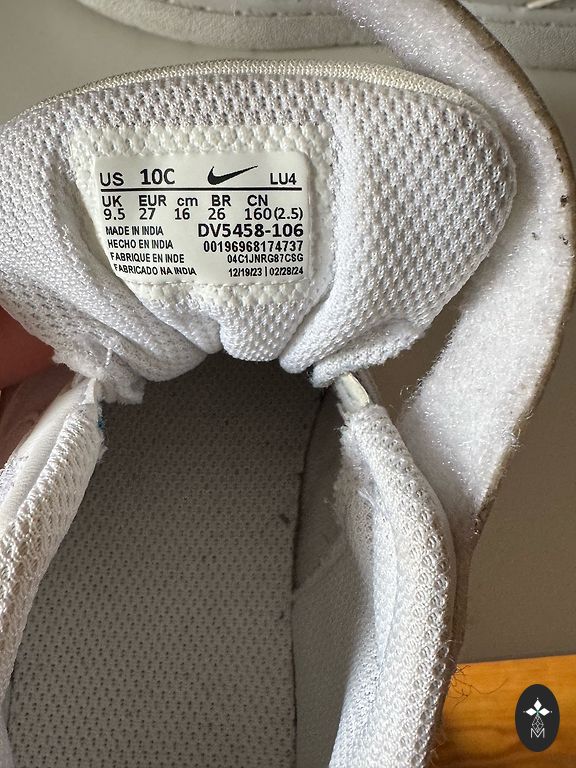 US 10C LU4
UK EUR cm BR CN
9.5 27 16 26 160(2.5)
MADE IN INDIA DV5458-106
HECHO EN INDIA 00196968174737
FABRIQUE EN INDE 04C1JNRG87CSG
FABRICADO NA INDIA 12/19/23 | 02/28/24
M